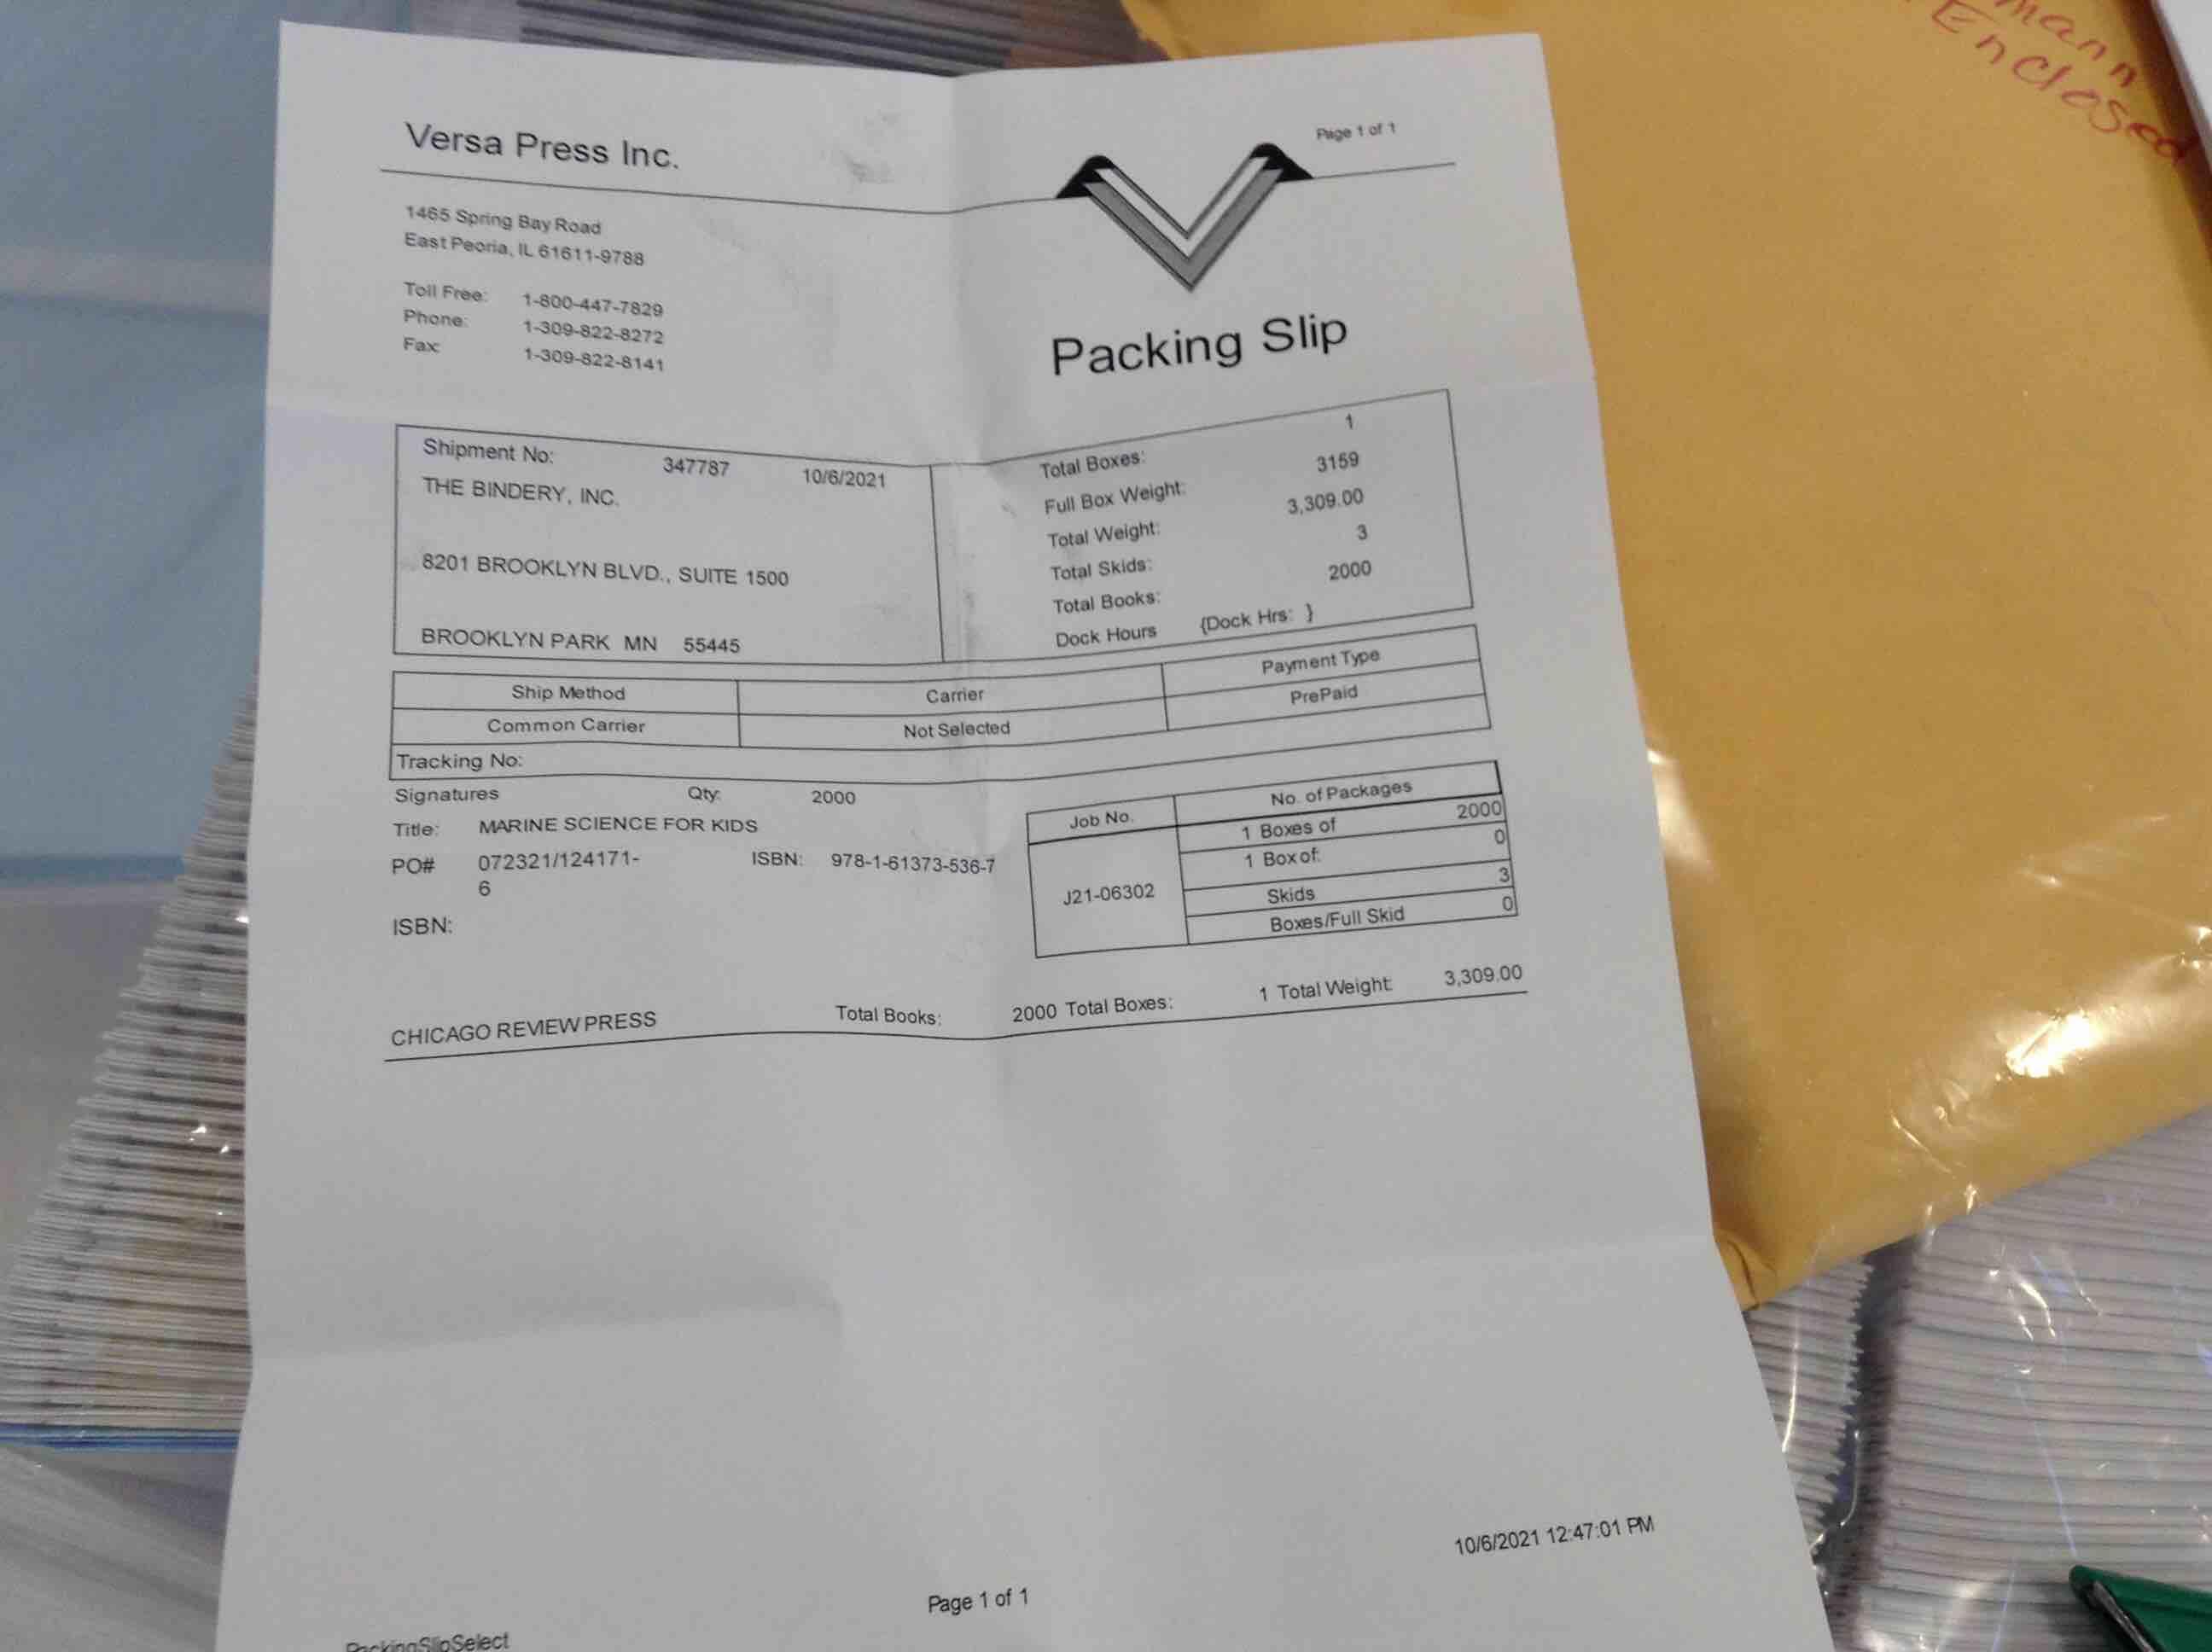 mann
Enclosed
Versa Press Inc.
Page 1 of 1
1465 Spring Bay Road
East Peoria, IL 61611-9788
Toll Free: 1-800-447-7829
Phone: 1-309-822-8272
Fax: 1-309-822-8141
Packing Slip
Shipment No: 347787 10/6/2021
THE BINDERY, INC.
8201 BROOKLYN BLVD., SUITE 1500
BROOKLYN PARK MN 55445
Total Boxes: 1
Full Box Weight: 3159
Total Weight: 3,309.00
Total Skids: 3
Total Books: 2000
Dock Hours {Dock Hrs: }
Ship Method Carrier Payment Type
Common Carrier Not Selected PrePaid
Tracking No:
Signatures Qty: 2000
Title: MARINE SCIENCE FOR KIDS
PO# 072321/124171-
6
ISBN: 978-1-61373-536-7
ISBN:
Job No. No. of Packages
J21-06302
1 Boxes of 2000
1 Box of: 0
Skids 3
Boxes/Full Skid 0
CHICAGO REVIEW PRESS Total Books: 2000 Total Boxes: 1 Total Weight: 3,309.00
10/6/2021 12:47:01 PM
Page 1 of 1
PackingSlipSelect